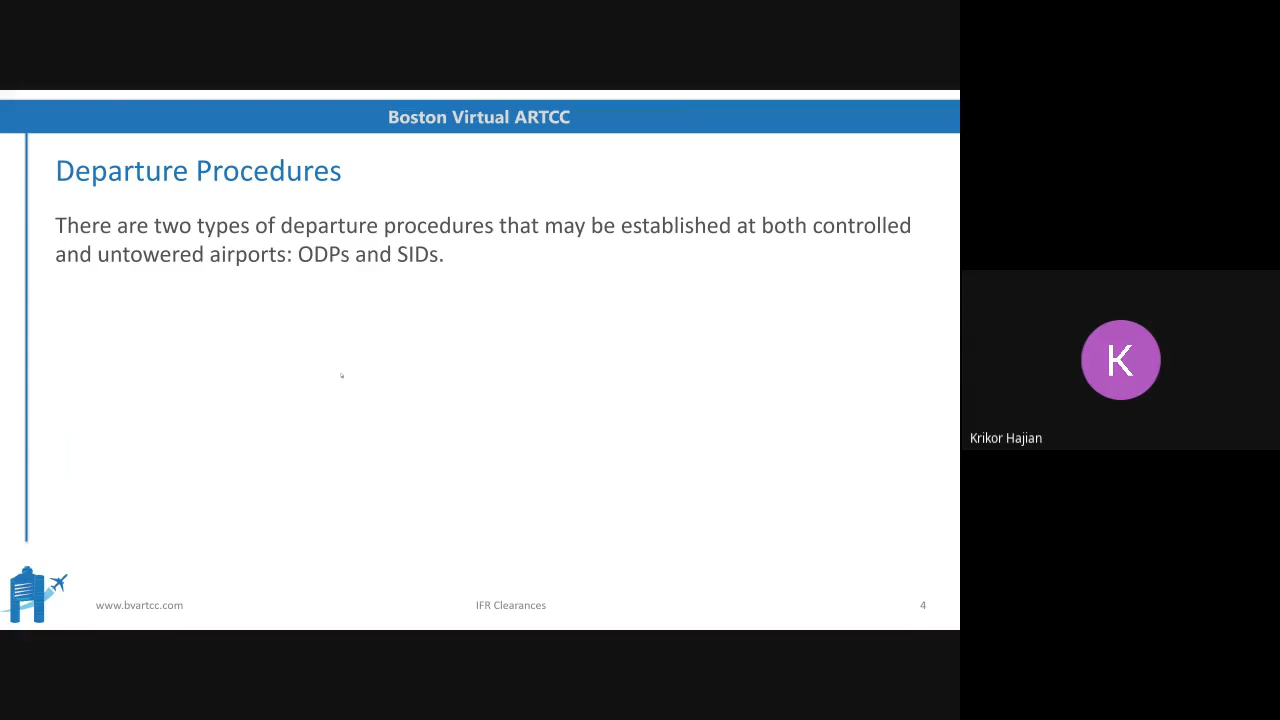 Boston Virtual ARTCC
Departure Procedures
There are two types of departure procedures that may be established at both controlled
and untowered airports: ODPs and SIDs.
K
Krikor Hajian
www.bvartcc.com
IFR Clearances
4